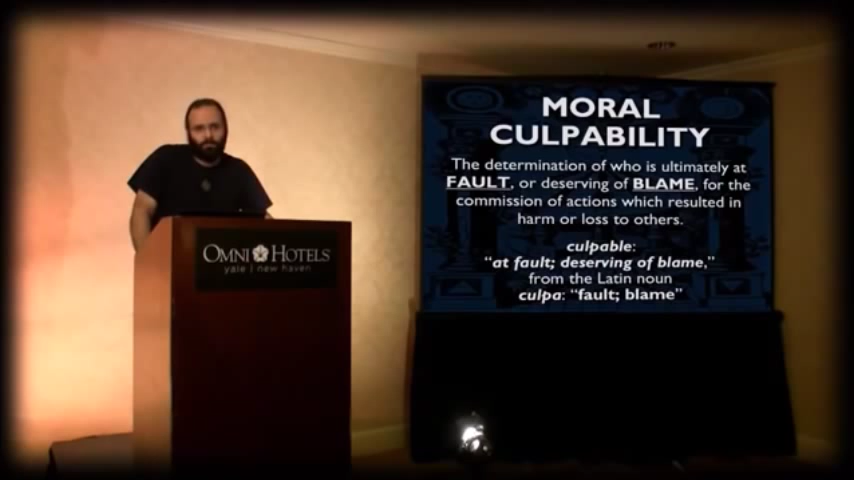 OMNI HOTELS
yale | new haven
MORAL
CULPABILITY
The determination of who is ultimately at
FAULT, or deserving of BLAME, for the
commission of actions which resulted in
harm or loss to others.
culpable:
"at fault; deserving of blame,"
from the Latin noun
culpa: "fault; blame"